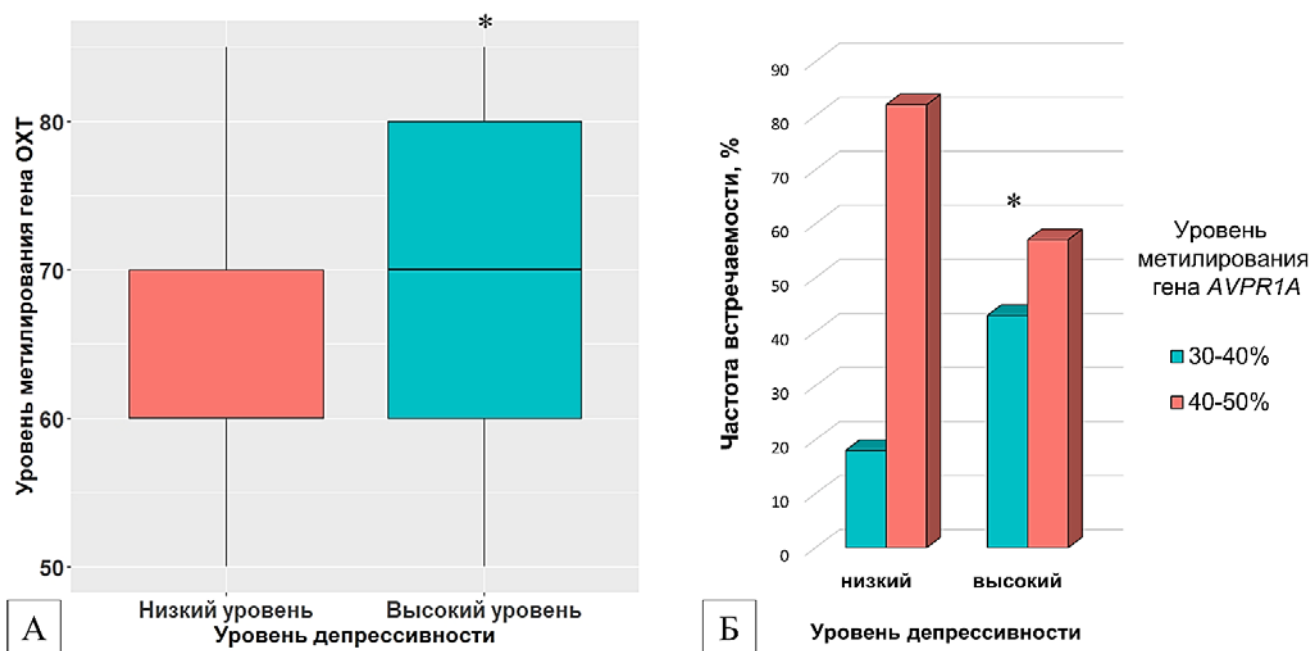 *
Уровень метилирования гена OXT
80
70
60
50
Низкий уровень
Высокий уровень
Уровень депрессивности
А
Частота встречаемости, %
90
80
70
60
50
40
30
20
10
0
*
низкий
высокий
Уровень депрессивности
Б
Уровень
метилирования
гена AVPR1A
30-40%
40-50%